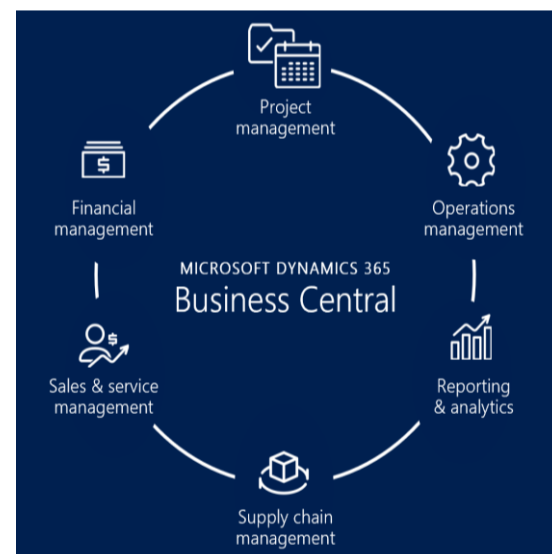 Project
management
Financial
management
Operations
management
MICROSOFT DYNAMICS 365
Business Central
Sales & service
management
Reporting
& analytics
Supply chain
management